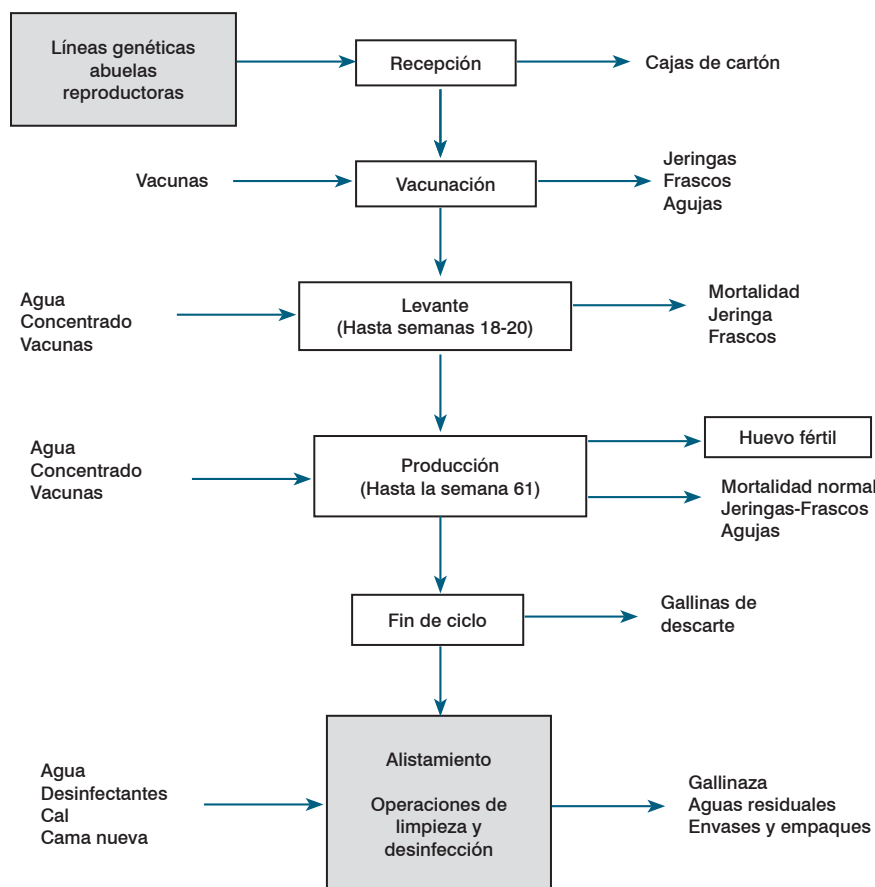 Líneas genéticas
abuelas
reproductoras
Recepción
Cajas de cartón
Vacunas
Vacunación
Jeringas
Frascos
Agujas
Agua
Concentrado
Vacunas
Levante
(Hasta semanas 18-20)
Mortalidad
Jeringa
Frascos
Agua
Concentrado
Vacunas
Producción
(Hasta la semana 61)
Huevo fértil
Mortalidad normal
Jeringas-Frascos
Agujas
Fin de ciclo
Gallinas de
descarte
Agua
Desinfectantes
Cal
Cama nueva
Alistamiento
Operaciones de
limpieza y
desinfección
Gallinaza
Aguas residuales
Envases y empaques